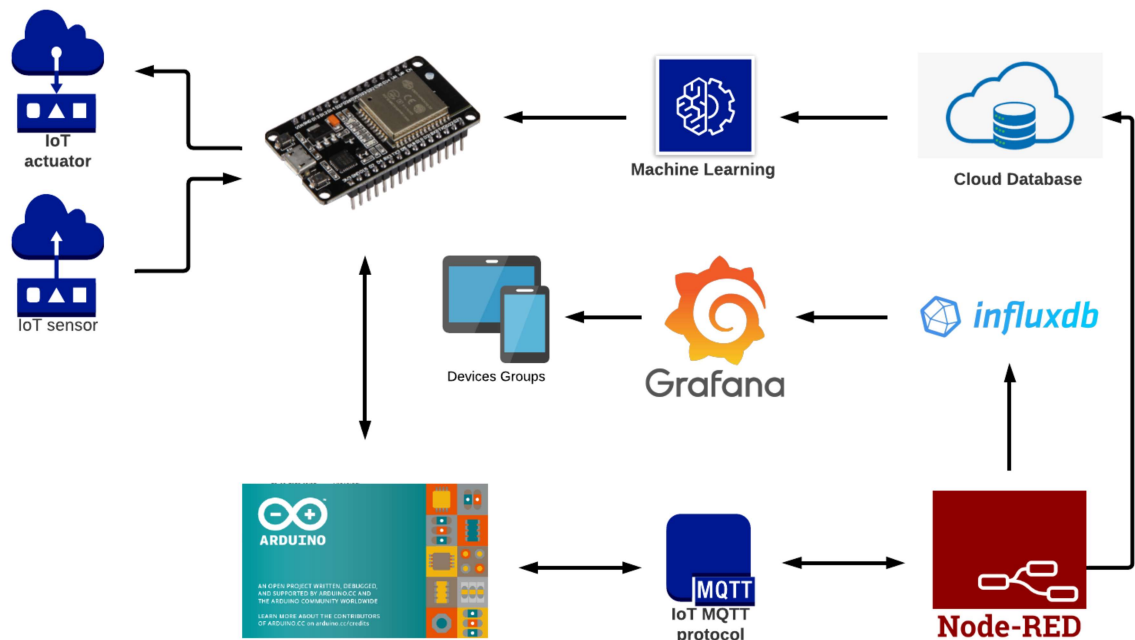 IoT
actuator
IoT sensor
Machine Learning
Cloud Database
Devices Groups
Grafana
influxdb
ARDUINO
AN OPEN PROJECT WRITTEN, DEBUGGED,
AND SUPPORTED BY ARDUINO.CC AND
THE ARDUINO COMMUNITY WORLDWIDE
LEARN MORE ABOUT THE CONTRIBUTORS
OF ARDUINO.CC on arduino.cc/credits
MQTT
IoT MQTT
protocol
Node-RED